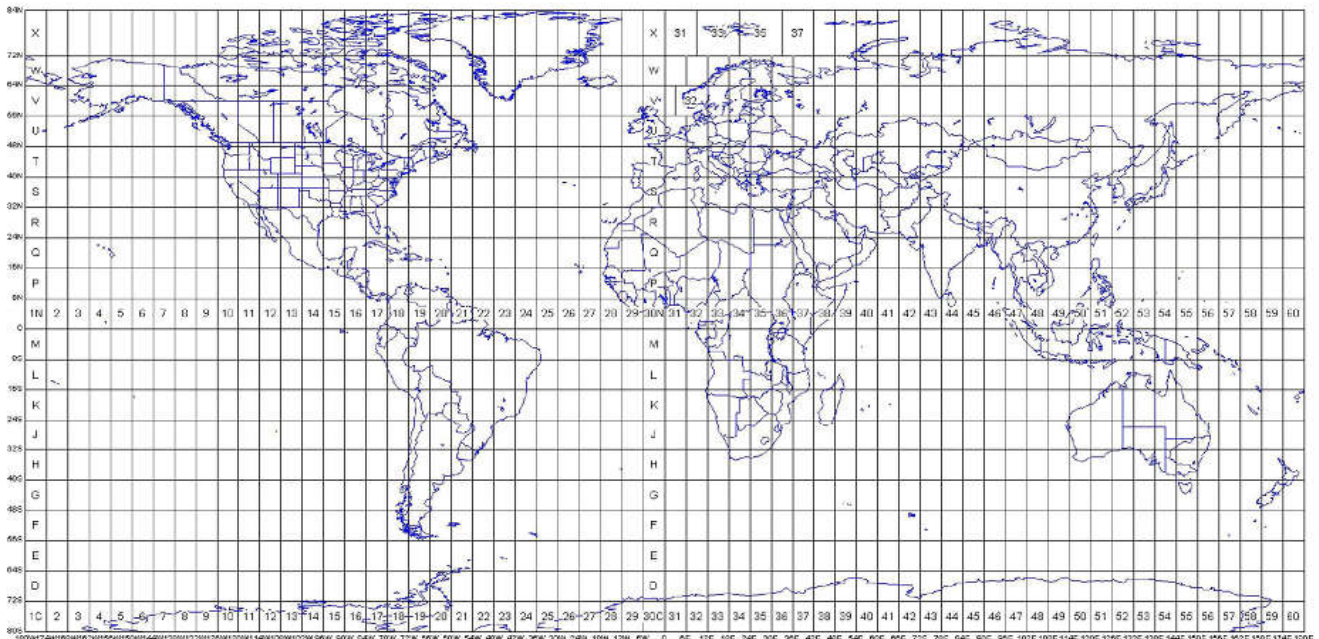 84N
X X 31 33 35 37
72N
W W
64N
V V 32
56N
U U
48N
T T
40N
S S
32N
R R
24N
Q Q
16N
P P
8N
1N 2 3 4 5 6 7 8 9 10 11 12 13 14 15 16 17 18 19 20 21 22 23 24 25 26 27 28 29 30N 31 32 33 34 35 36 37 38 39 40 41 42 43 44 45 46 47 48 49 50 51 52 53 54 55 56 57 58 59 60
0
M M
8S
L L
16S
K K
24S
J J
32S
H H
40S
G G
48S
F F
56S
E E
64S
D D
72S
1C 2 3 4 5 6 7 8 9 10 11 12 13 14 15 16 17 18 19 20 21 22 23 24 25 26 27 28 29 30C 31 32 33 34 35 36 37 38 39 40 41 42 43 44 45 46 47 48 49 50 51 52 53 54 55 56 57 58 59 60
80S